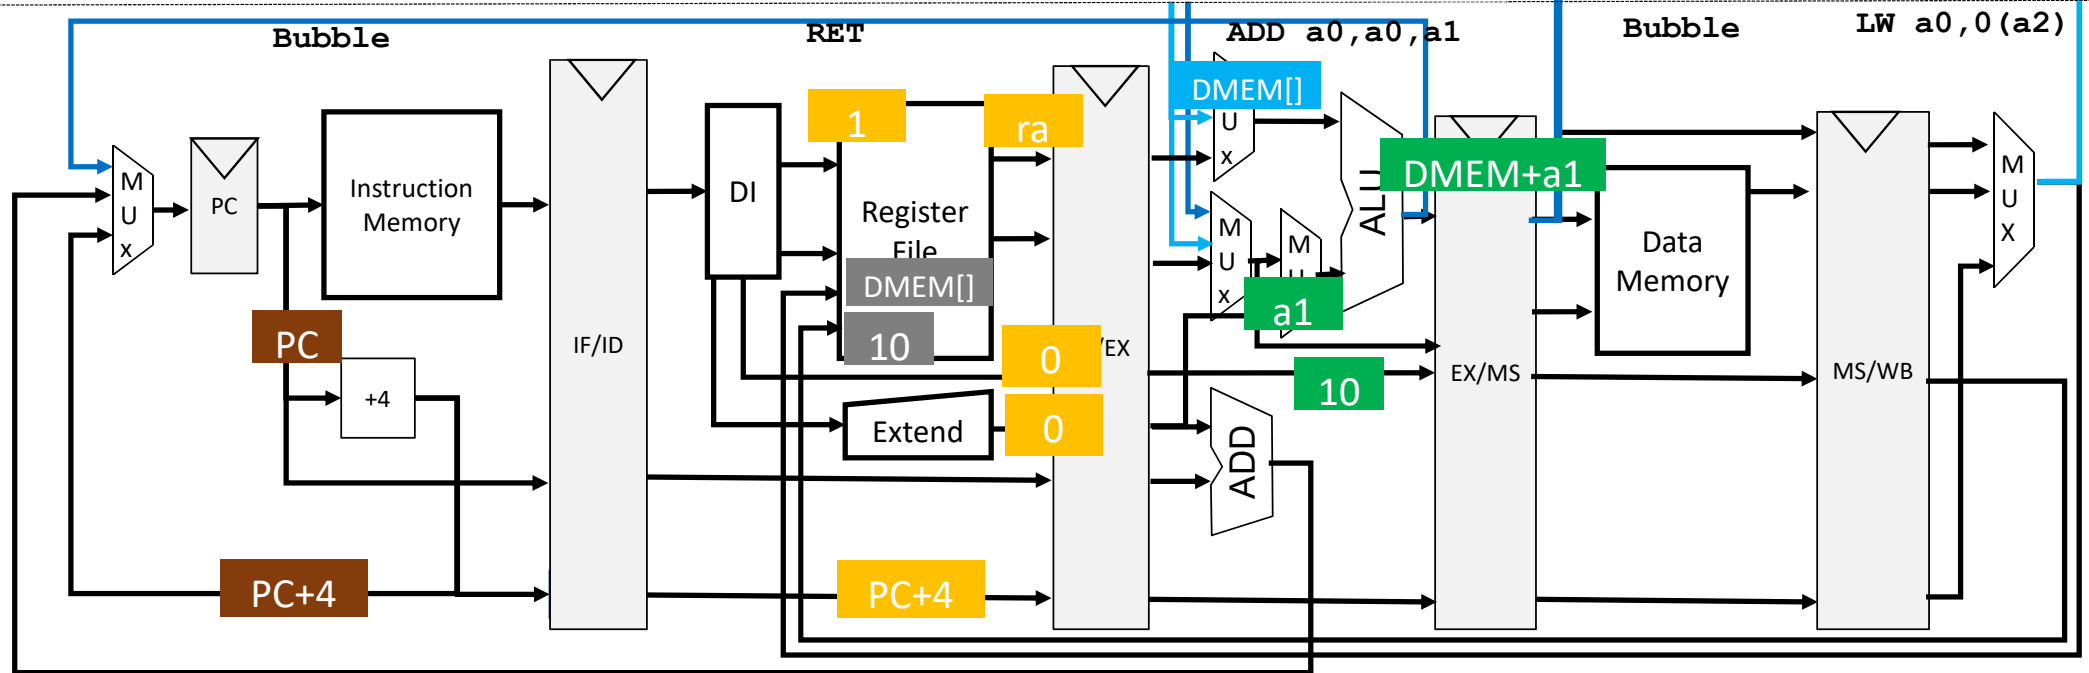 Bubble
RET
ADD a0,a0,a1
Bubble
LW a0,0(a2)
M
U
x
PC
Instruction
Memory
PC
+4
PC+4
IF/ID
DI
1
ra
Register
File
DMEM[]
10
0
Extend
0
PC+4
/EX
DMEM[]
U
x
M
U
x
M
a1
10
ADD
ALU
DMEM+a1
EX/MS
Data
Memory
MS/WB
M
U
X